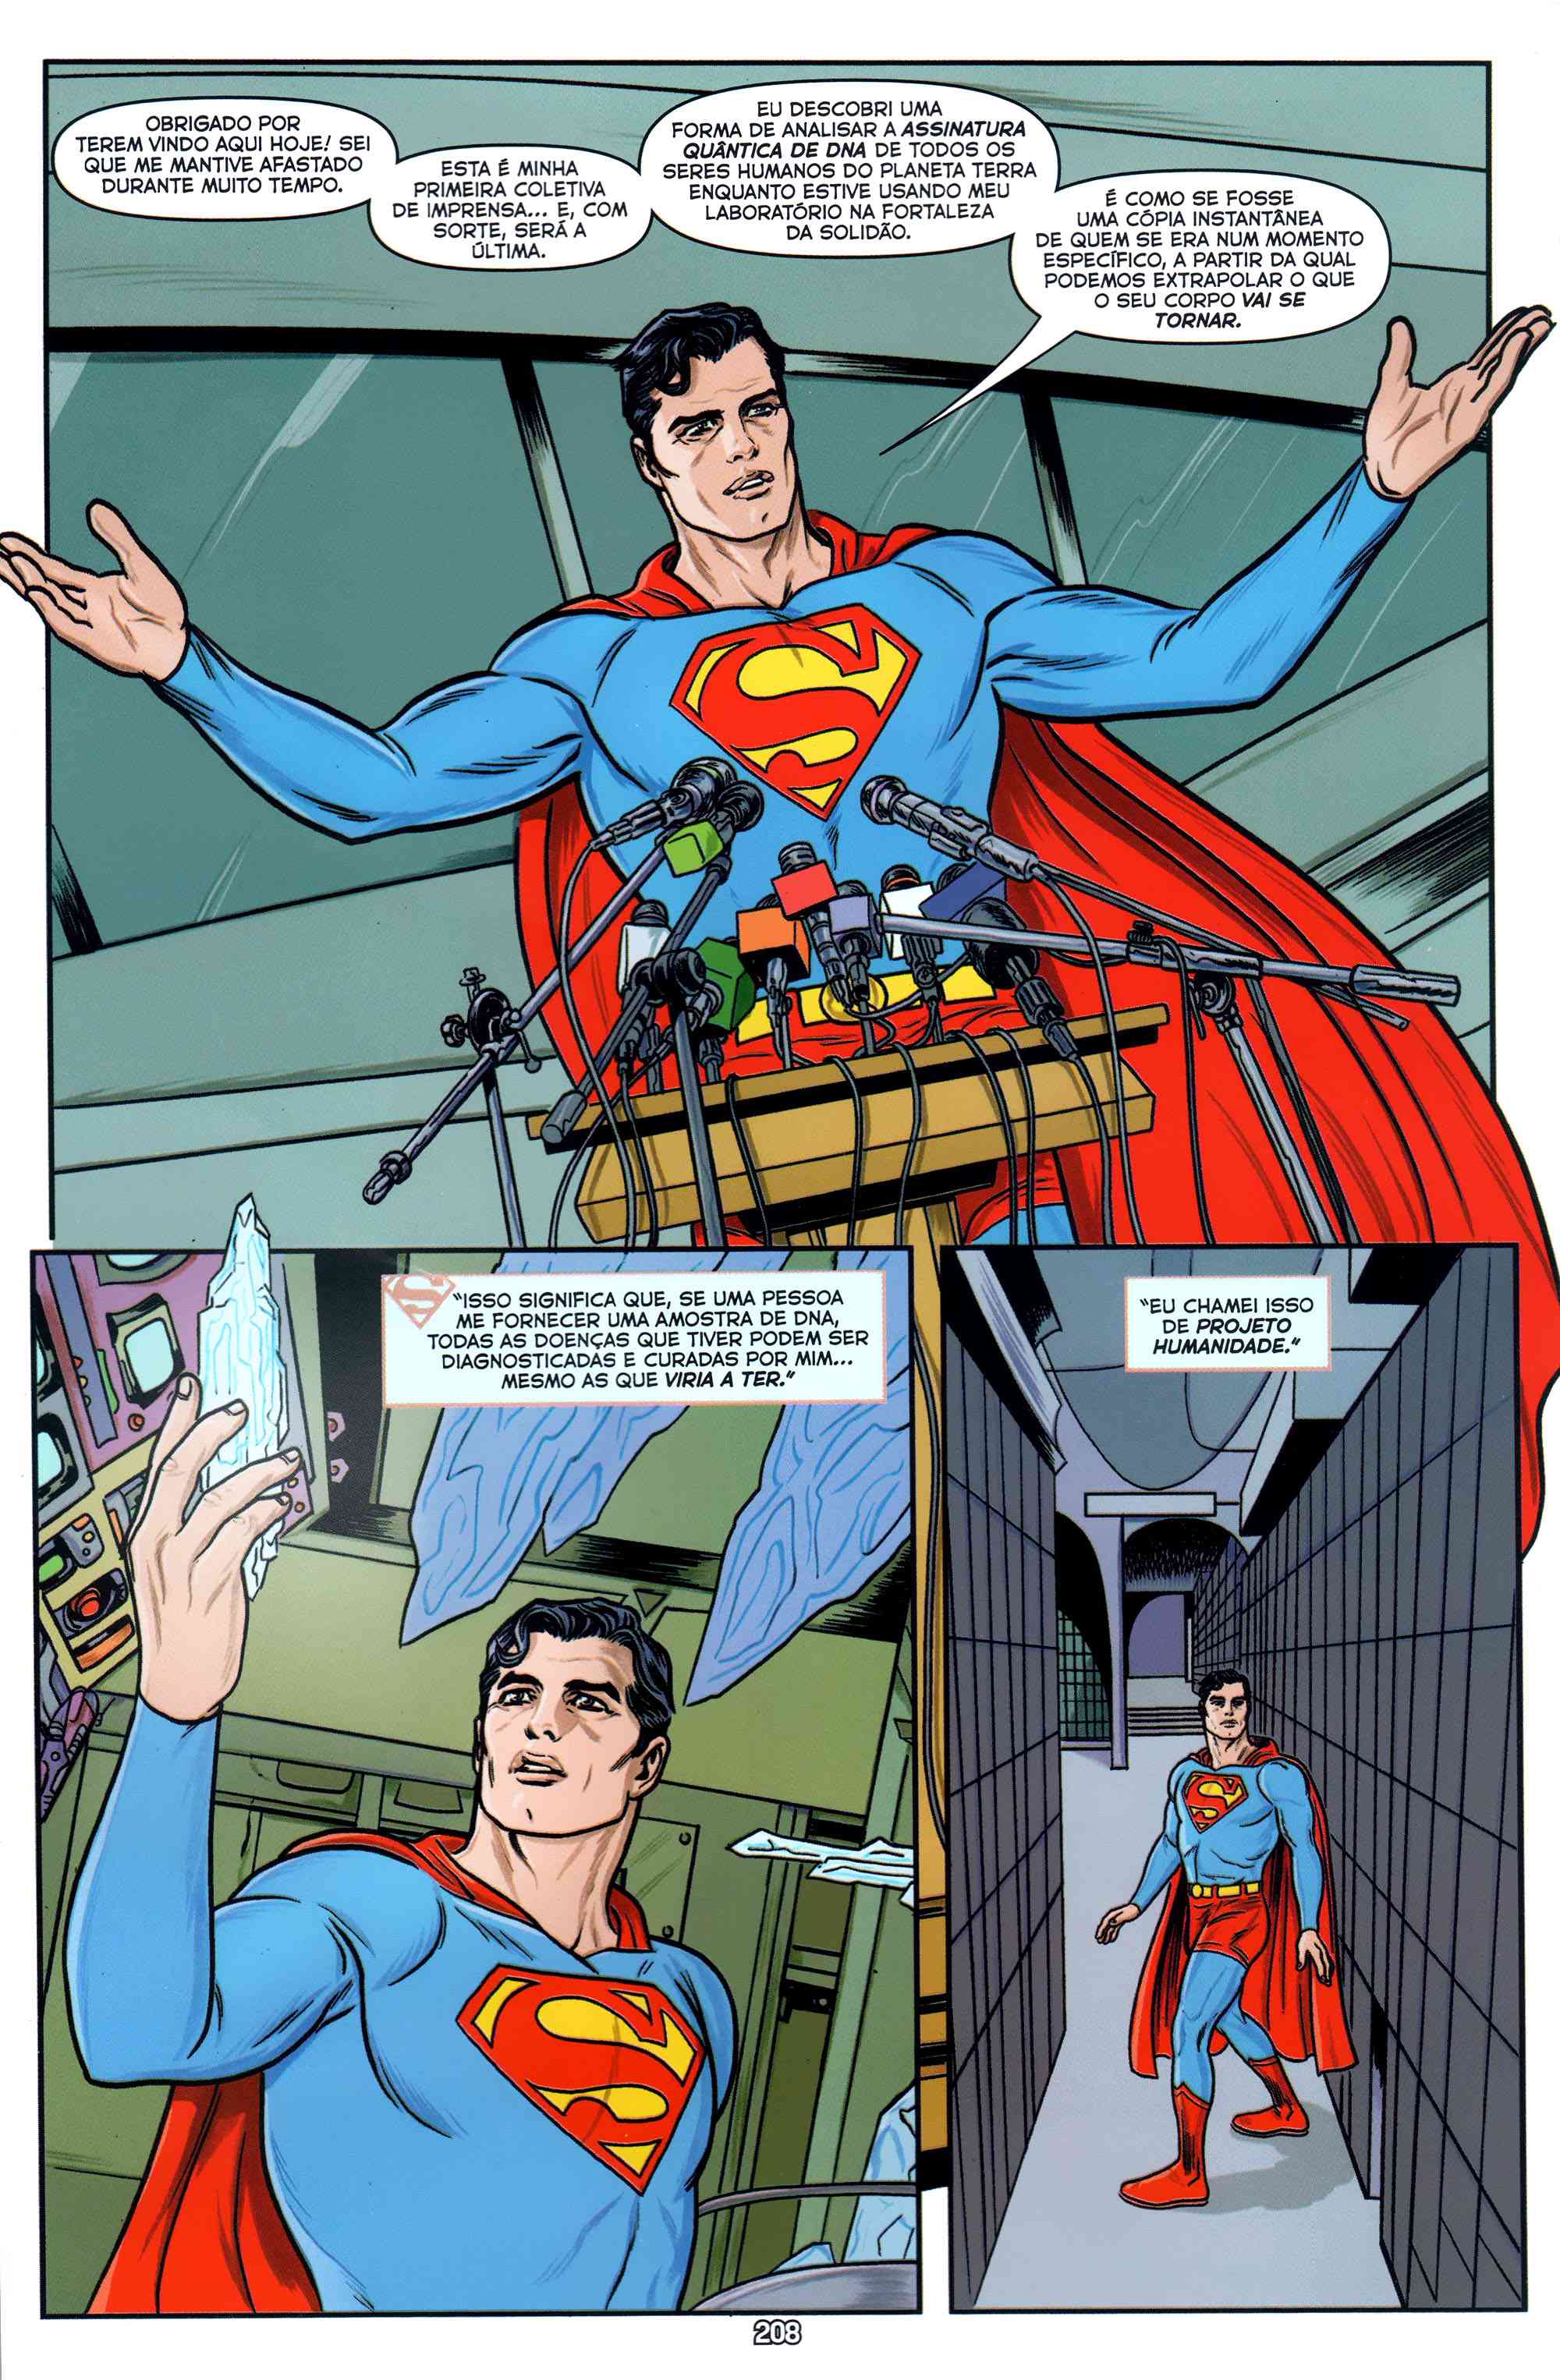 OBRIGADO POR
TEREM VINDO AQUI HOJE! SEI
QUE ME MANTIVE AFASTADO
DURANTE MUITO TEMPO.
ESTA É MINHA
PRIMEIRA COLETIVA
DE IMPRENSA... E, COM
SORTE, SERÁ A
ÚLTIMA.
EU DESCOBRI UMA
FORMA DE ANALISAR A ASSINATURA
QUÂNTICA DE DNA DE TODOS OS
SERES HUMANOS DO PLANETA TERRA
ENQUANTO ESTIVE USANDO MEU
LABORATÓRIO NA FORTALEZA
DA SOLIDÃO.
É COMO SE FOSSE
UMA CÓPIA INSTANTÂNEA
DE QUEM SE ERA NUM MOMENTO
ESPECÍFICO, A PARTIR DA QUAL
PODEMOS EXTRAPOLAR O QUE
O SEU CORPO VAI SE
TORNAR.
S
S
"ISSO SIGNIFICA QUE, SE UMA PESSOA
ME FORNECER UMA AMOSTRA DE DNA,
TODAS AS DOENÇAS QUE TIVER PODEM SER
DIAGNOSTICADAS E CURADAS POR MIM...
MESMO AS QUE VIRIA A TER."
S
"EU CHAMEI ISSO
DE PROJETO
HUMANIDADE."
S
208